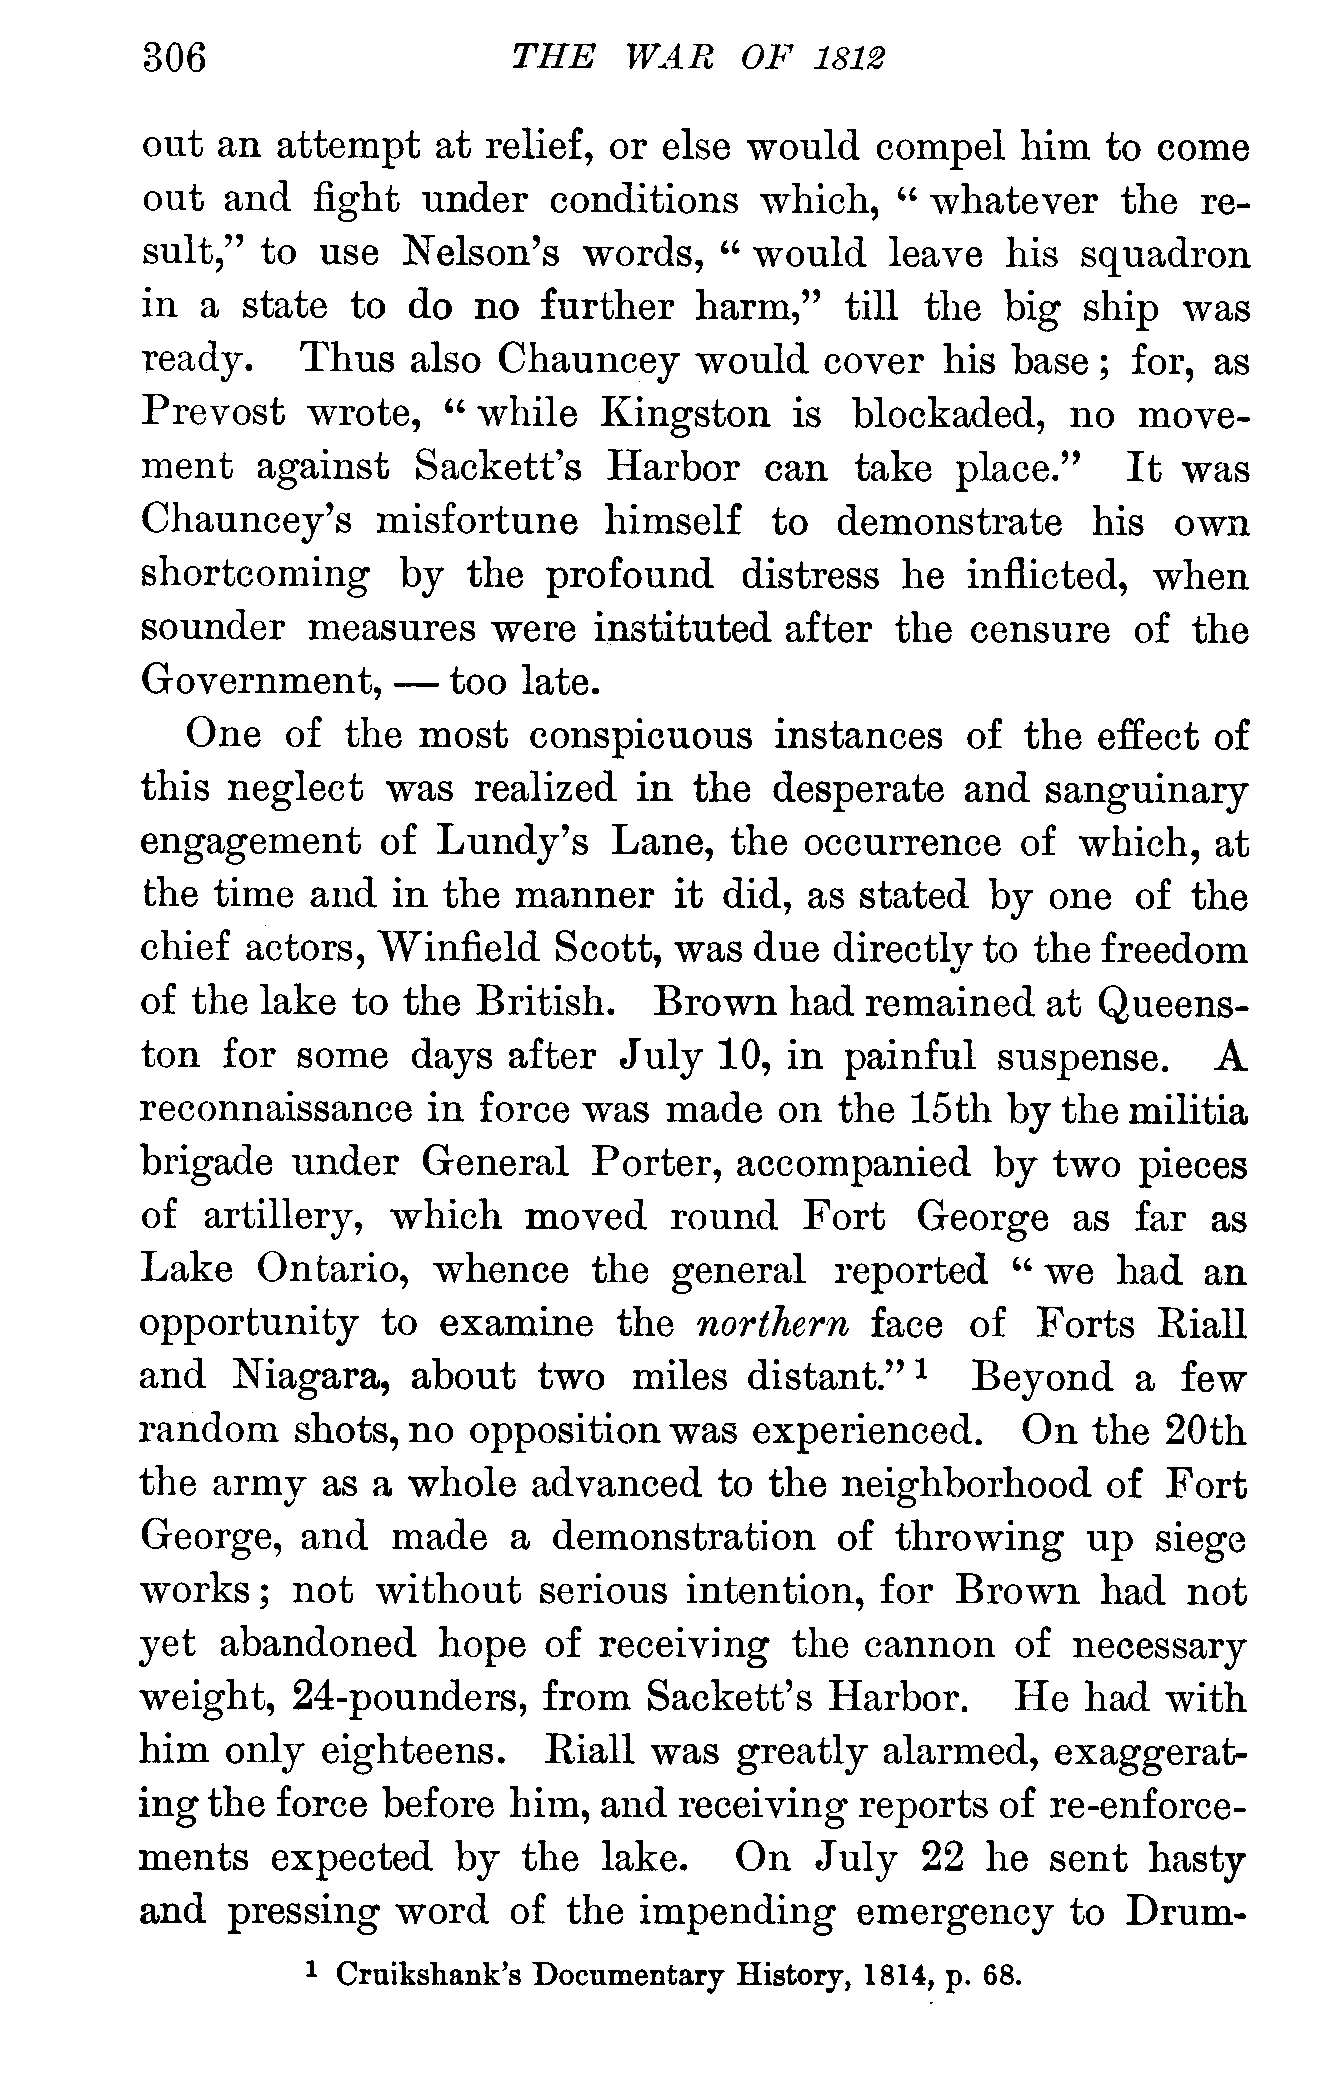 306 THE WAR OF 1812
out an attempt at relief, or else would compel him to come
out and fight under conditions which, “ whatever the re-
sult,” to use Nelson’s words, “ would leave his squadron
in a state to do no further harm,” till the big ship was
ready. Thus also Chauncey would cover his base ; for, as
Prevost wrote, “ while Kingston is blockaded, no move-
ment against Sackett’s Harbor can take place.” It was
Chauncey’s misfortune himself to demonstrate his own
shortcoming by the profound distress he inflicted, when
sounder measures were instituted after the censure of the
Government, — too late.
One of the most conspicuous instances of the effect of
this neglect was realized in the desperate and sanguinary
engagement of Lundy’s Lane, the occurrence of which, at
the time and in the manner it did, as stated by one of the
chief actors, Winfield Scott, was due directly to the freedom
of the lake to the British. Brown had remained at Queens-
ton for some days after July 10, in painful suspense. A
reconnaissance in force was made on the 15th by the militia
brigade under General Porter, accompanied by two pieces
of artillery, which moved round Fort George as far as
Lake Ontario, whence the general reported “ we had an
opportunity to examine the northern face of Forts Riall
and Niagara, about two miles distant.” 1 Beyond a few
random shots, no opposition was experienced. On the 20th
the army as a whole advanced to the neighborhood of Fort
George, and made a demonstration of throwing up siege
works ; not without serious intention, for Brown had not
yet abandoned hope of receiving the cannon of necessary
weight, 24-pounders, from Sackett’s Harbor. He had with
him only eighteens. Riall was greatly alarmed, exaggerat-
ing the force before him, and receiving reports of re-enforce-
ments expected by the lake. On July 22 he sent hasty
and pressing word of the impending emergency to Drum-
1 Cruikshank’s Documentary History, 1814, p. 68.